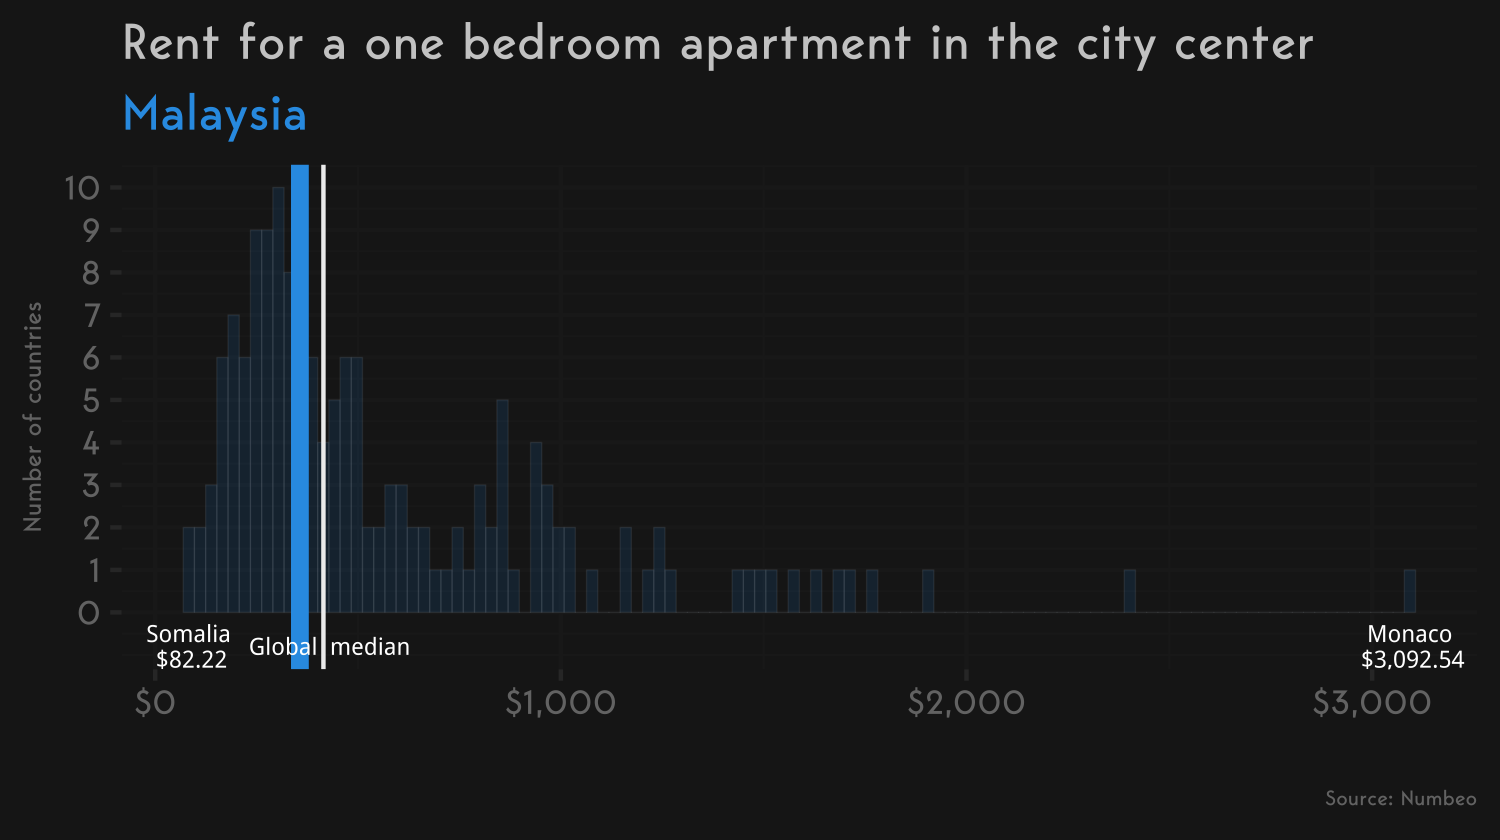 Rent for a one bedroom apartment in the city center
Malaysia
Number of countries
10
9
8
7
6
5
4
3
2
1
0
Somalia
$82.22
Global median
Monaco
$3,092.54
$0
$1,000
$2,000
$3,000
Source: Numbeo